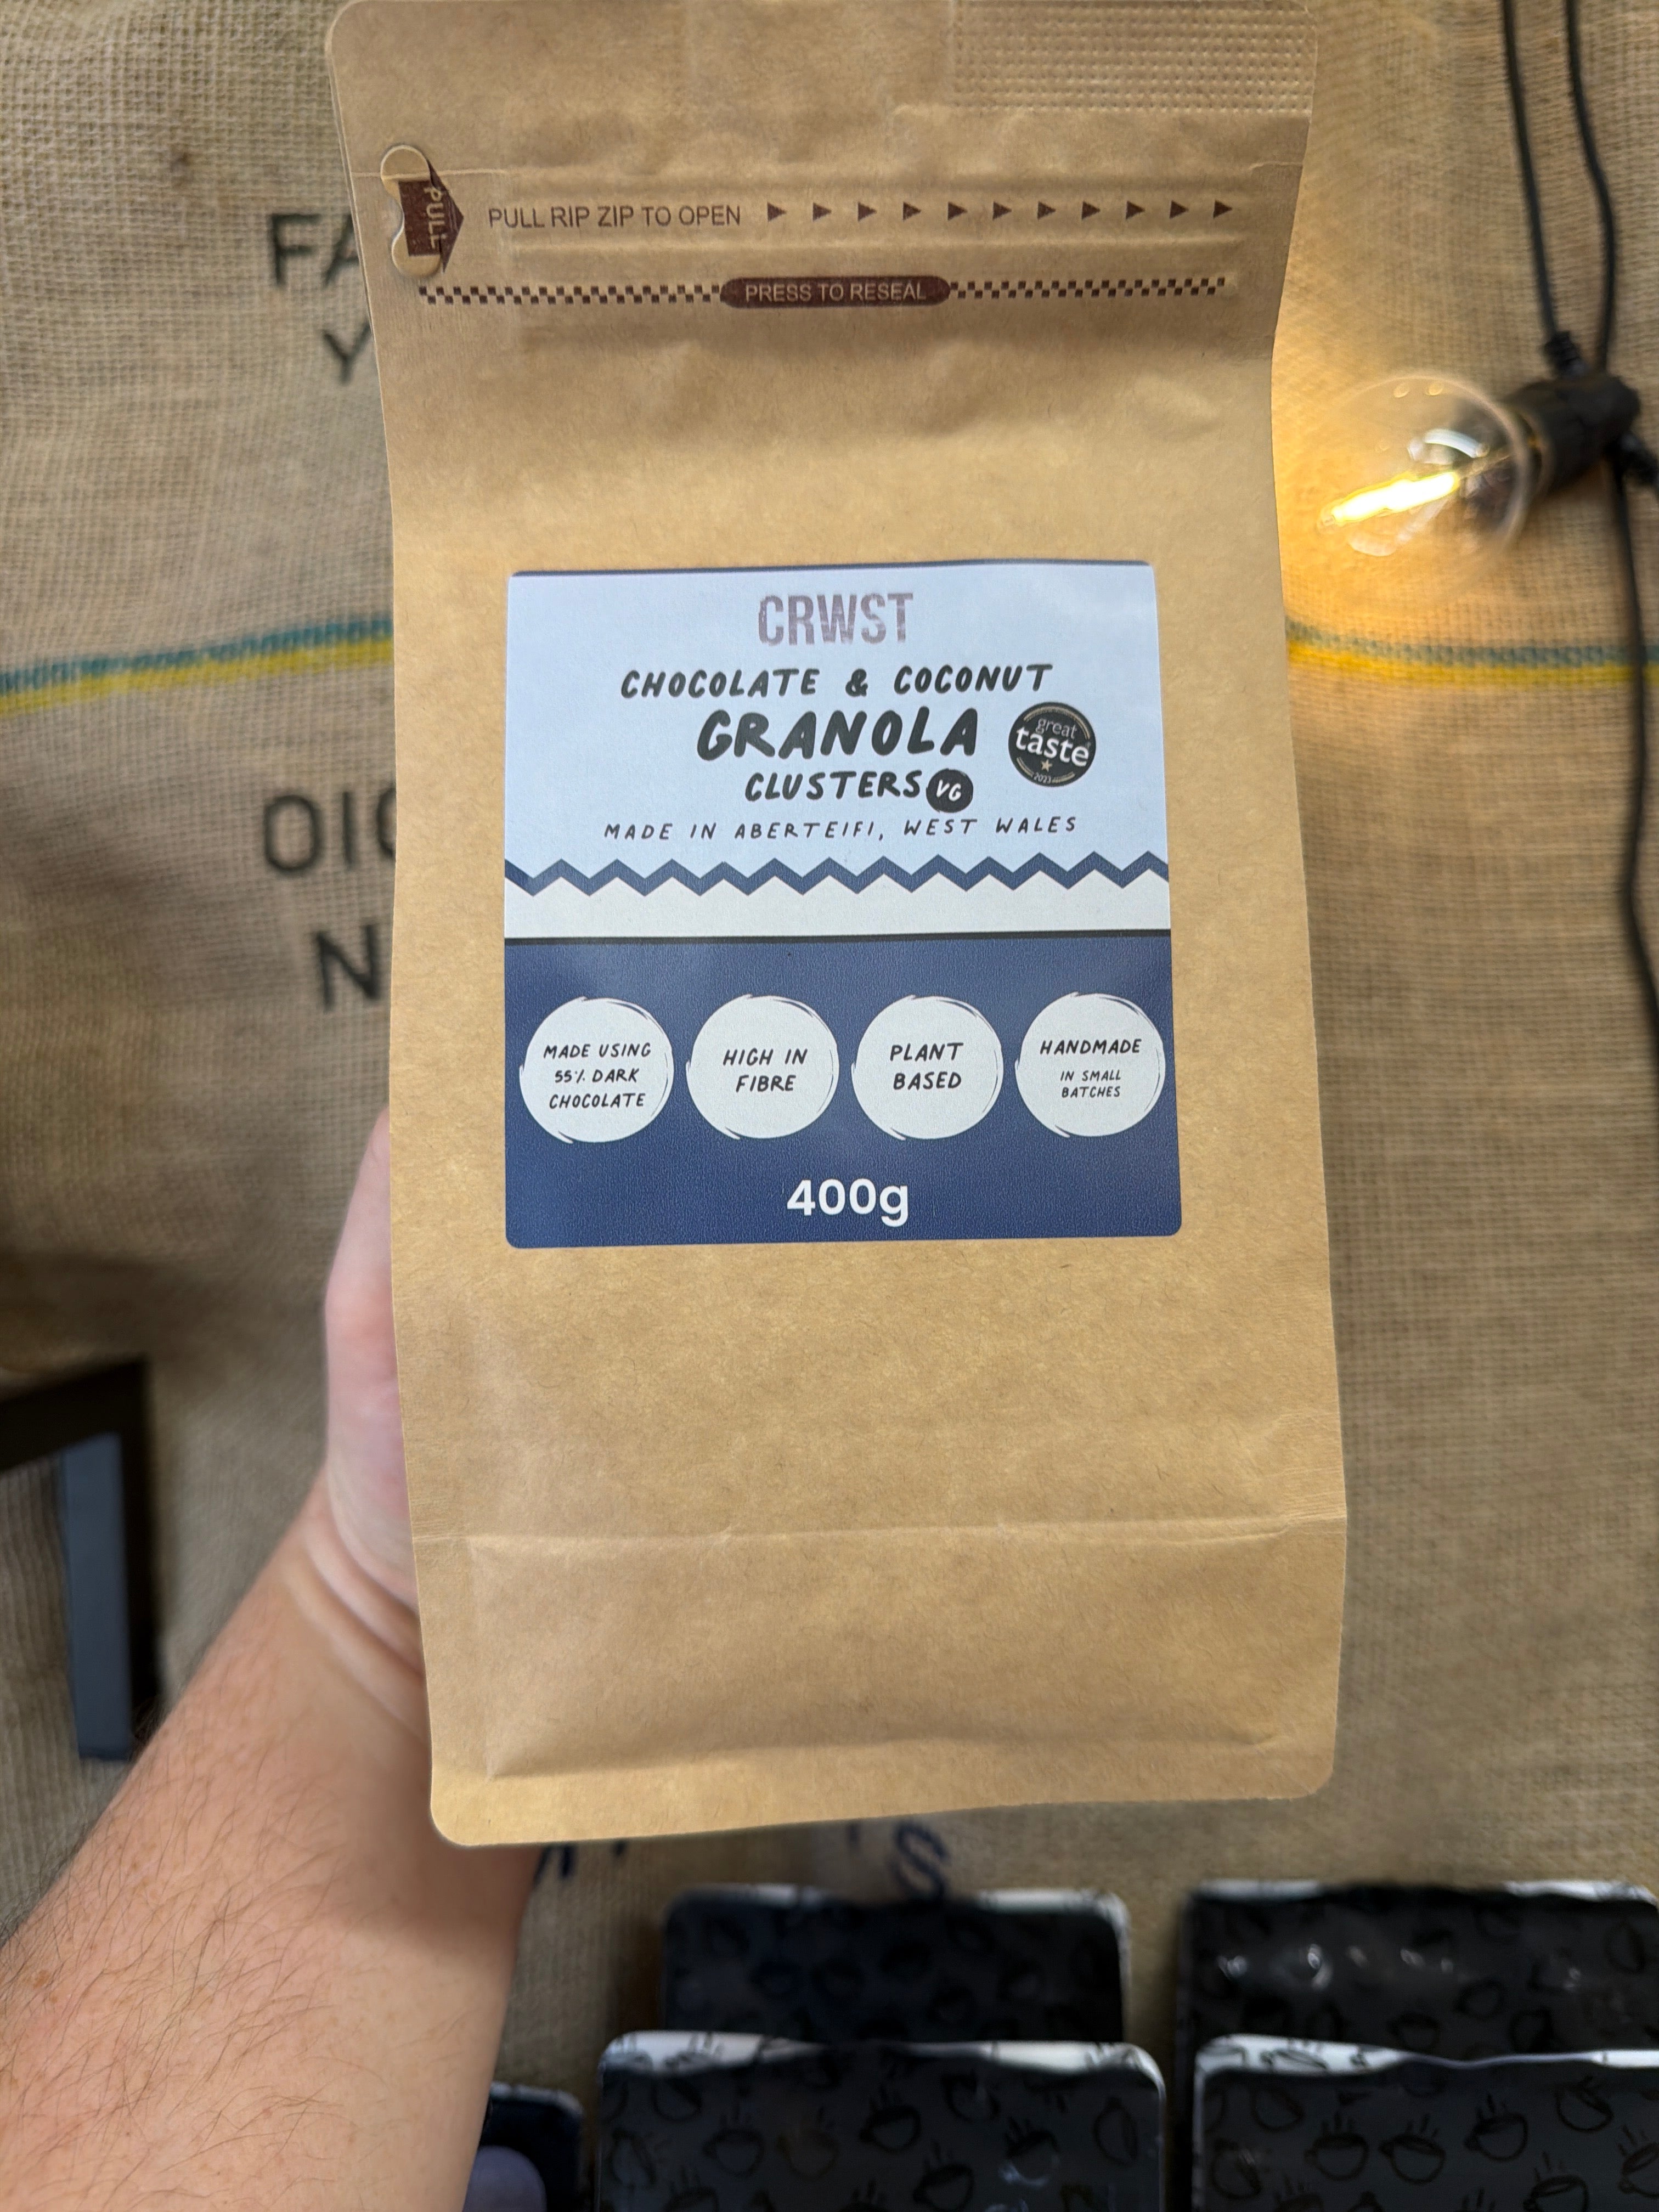 PULL
PULL RIP ZIP TO OPEN
PRESS TO RESEAL
CRWST
CHOCOLATE & COCONUT
GRANOLA
CLUSTERS VG
great
taste
2023
MADE IN ABERTEIFI, WEST WALES
MADE USING
55% DARK
CHOCOLATE
HIGH IN
FIBRE
PLANT
BASED
HANDMADE
IN SMALL
BATCHES
400g